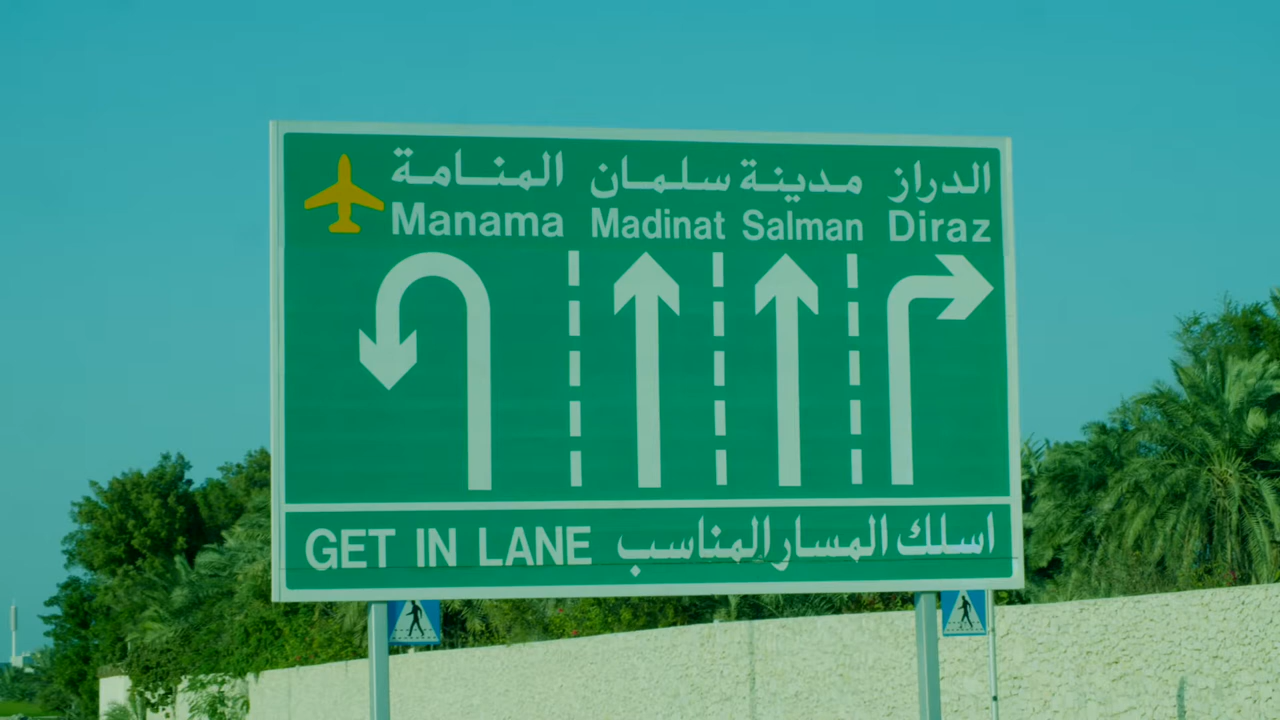 المنامة
Manama
مدينة سلمان
Madinat Salman
الدراز
Diraz
GET IN LANE اسلك المسار المناسب